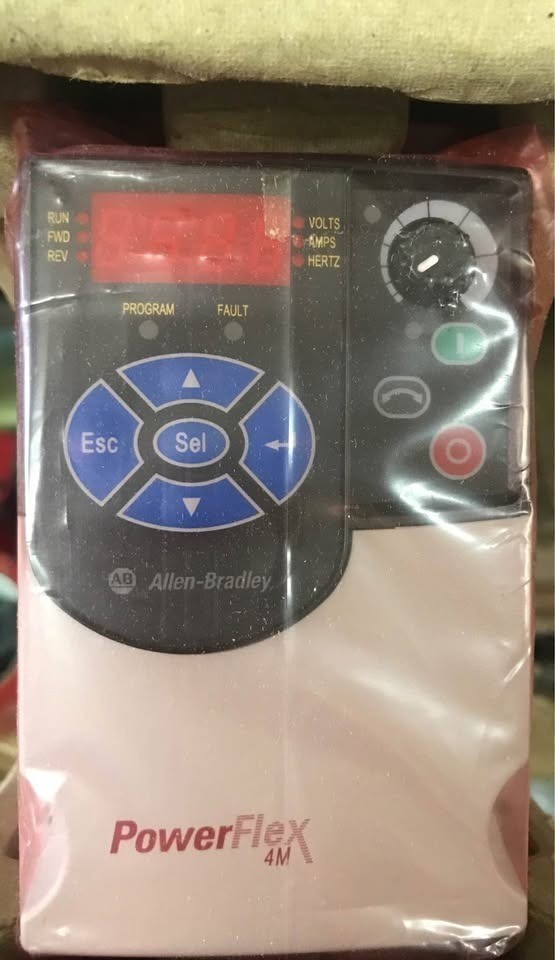 RUN
FWD
REV
VOLTS
AMPS
HERTZ
PROGRAM
FAULT
Esc
Sel
AB Allen-Bradley
PowerFlex
4M